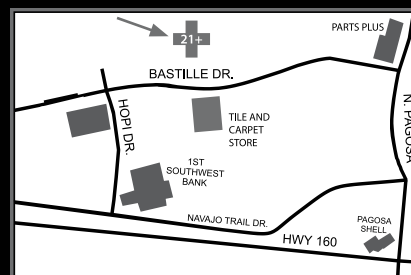 PARTS PLUS
21+
BASTILLE DR.
HOPI DR.
TILE AND
CARPET
STORE
N. PAGOSA
1ST
SOUTHWEST
BANK
NAVAJO TRAIL DR.
PAGOSA
SHELL
HWY 160